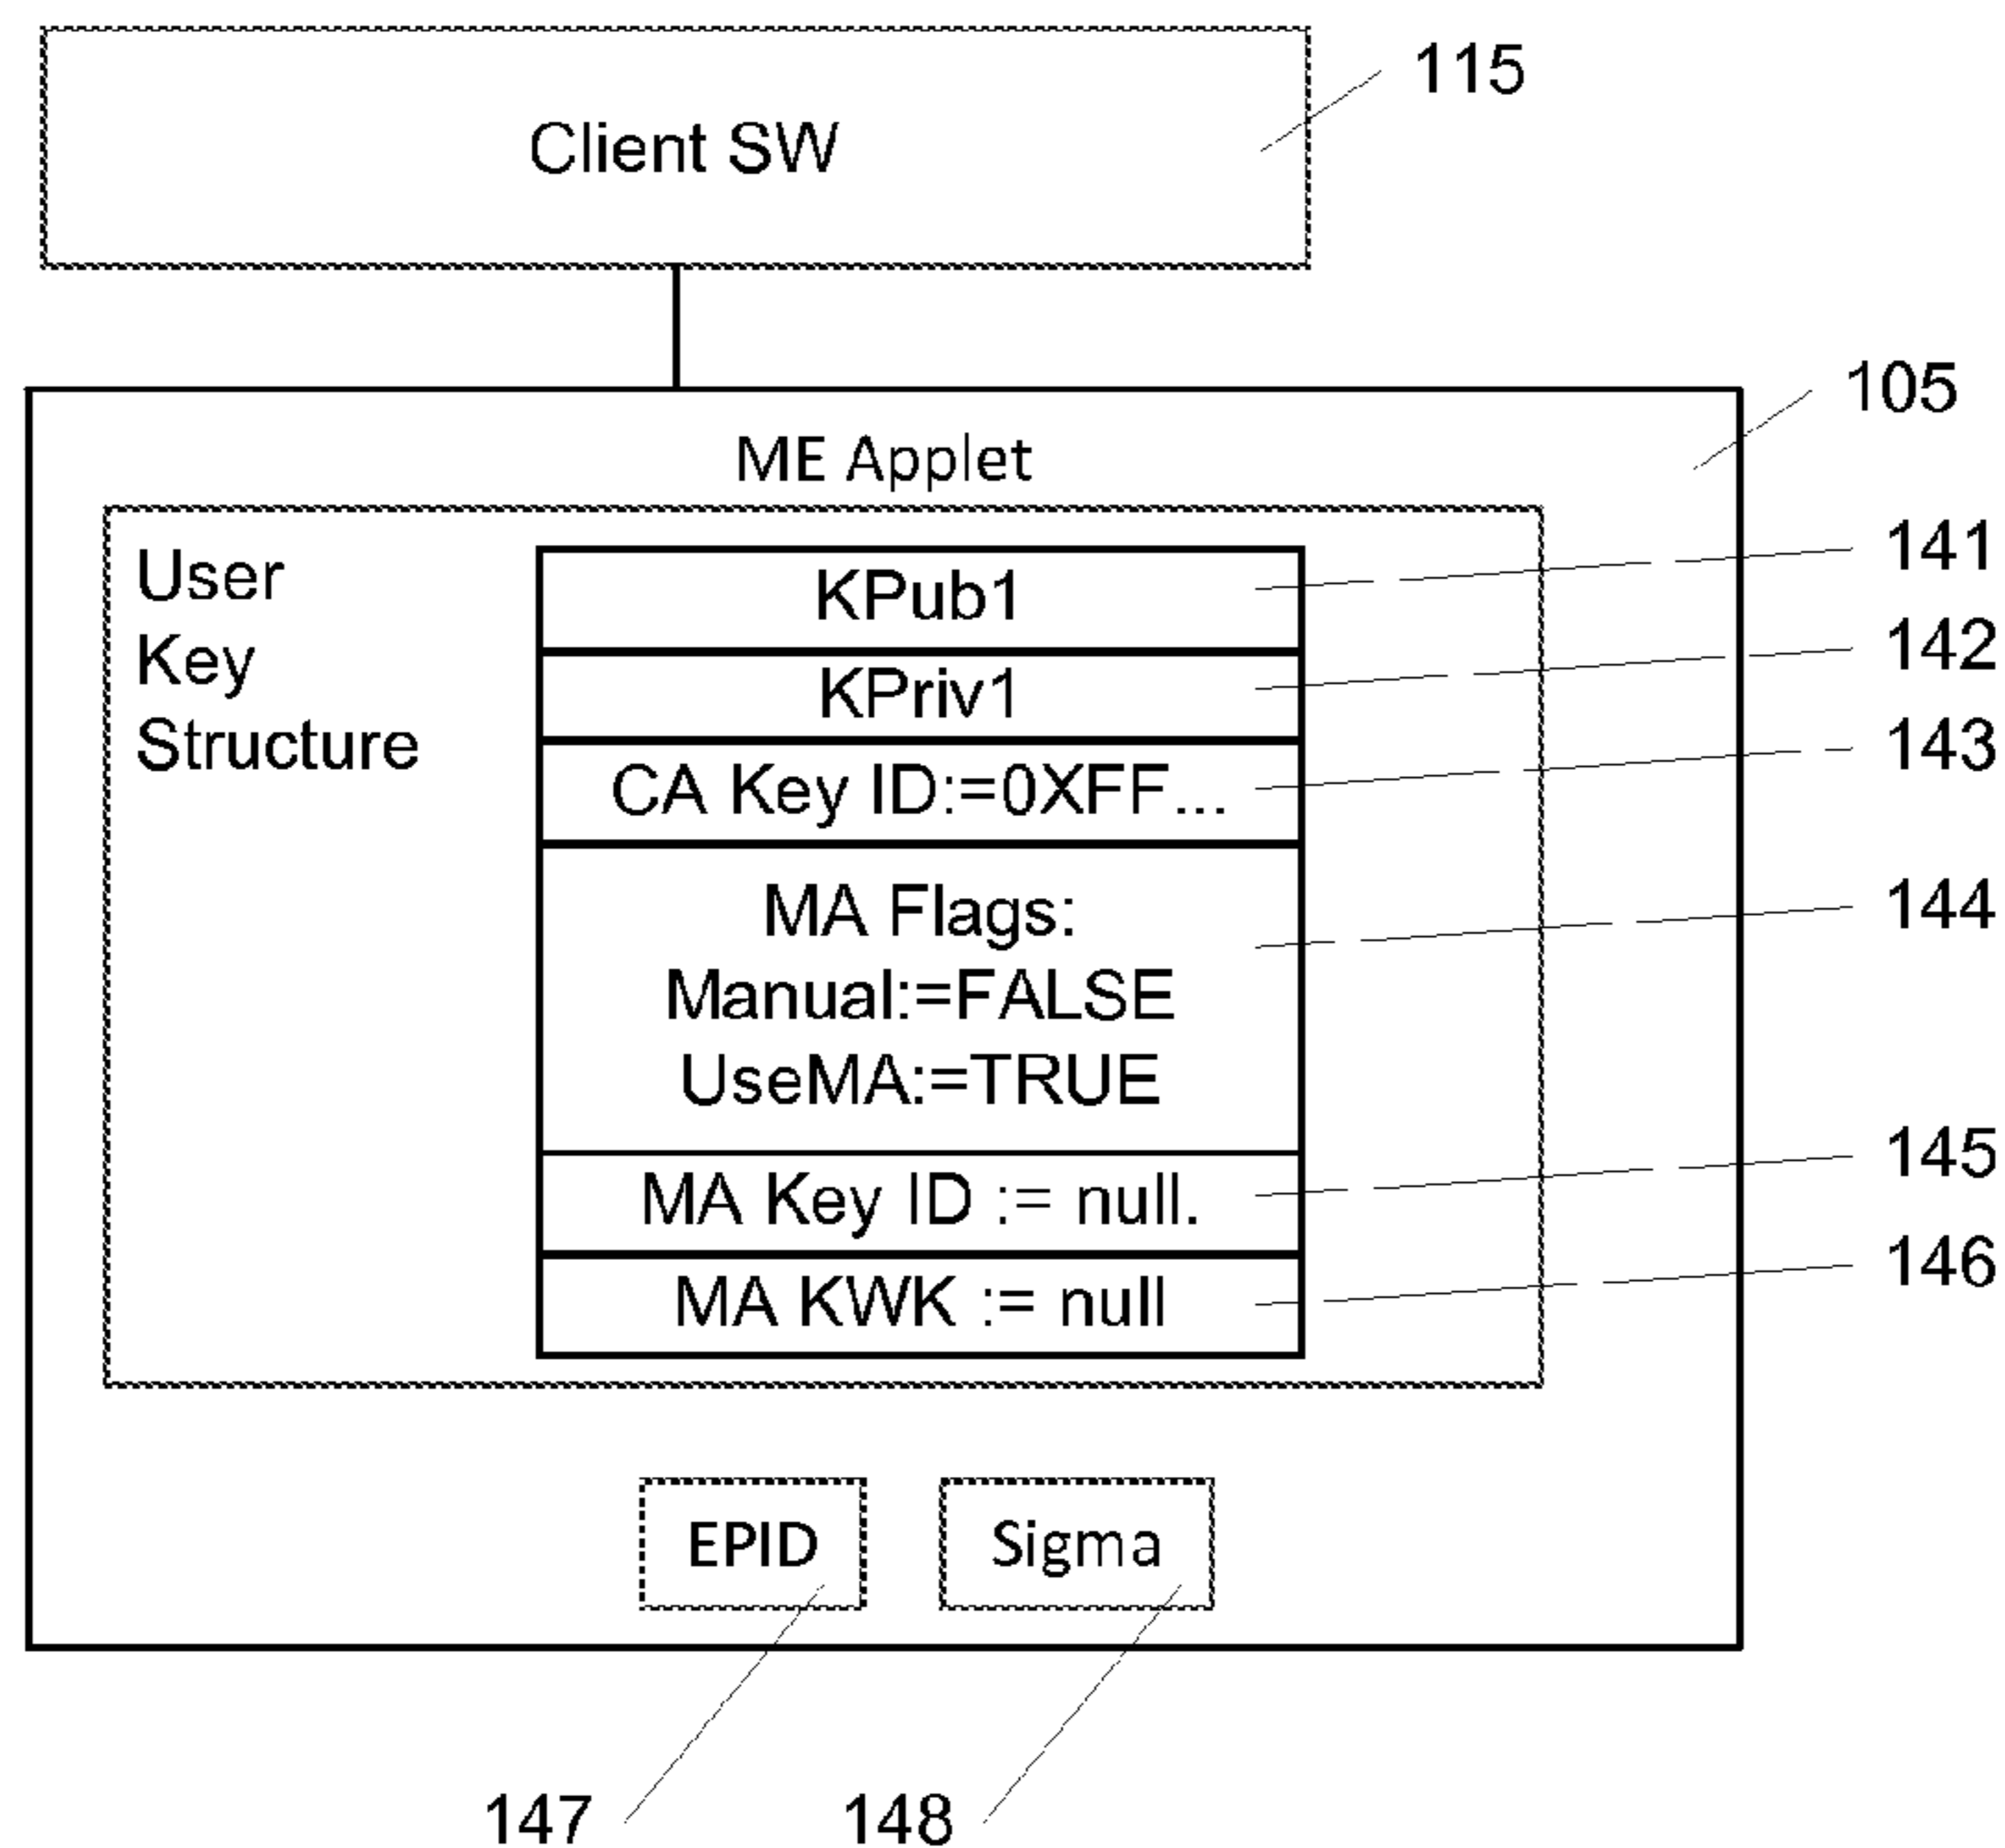 Client SW
115
105
ME Applet
User
Key
Structure
KPub1
141
KPriv1
142
CA Key ID:=0XFF...
143
MA Flags:
Manual:=FALSE
UseMA:=TRUE
144
MA Key ID := null.
145
MA KWK := null
146
EPID
Sigma
147
148